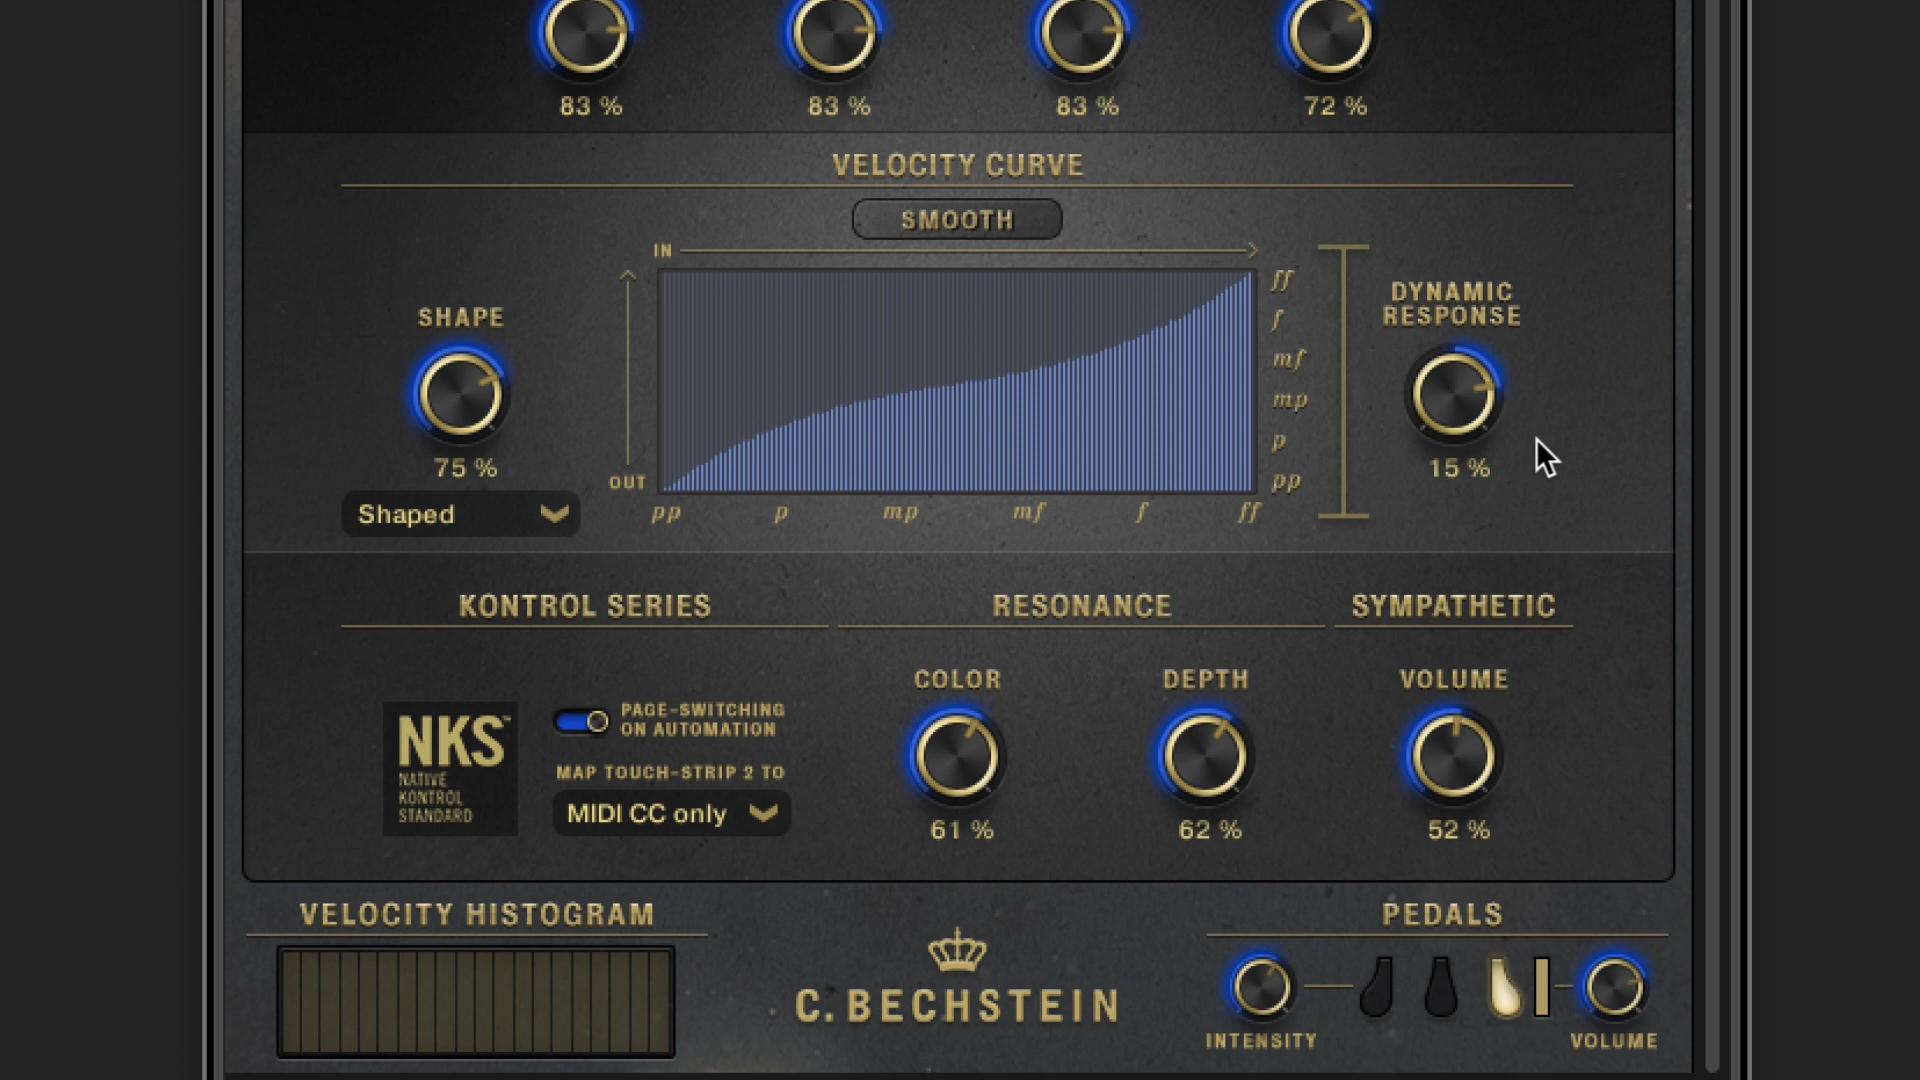 83 %
83 %
83 %
72 %
VELOCITY CURVE
SMOOTH
IN
ff
f
mf
mp
p
pp
DYNAMIC
RESPONSE
15 %
SHAPE
75 %
Shaped
OUT
pp
p
mp
mf
f
ff
KONTROL SERIES
RESONANCE
SYMPATHETIC
NKS™
NATIVE
KONTROL
STANDARD
PAGE-SWITCHING
ON AUTOMATION
MAP TOUCH-STRIP 2 TO
MIDI CC only
COLOR
61 %
DEPTH
62 %
VOLUME
52 %
VELOCITY HISTOGRAM
C. BECHSTEIN
PEDALS
INTENSITY
VOLUME